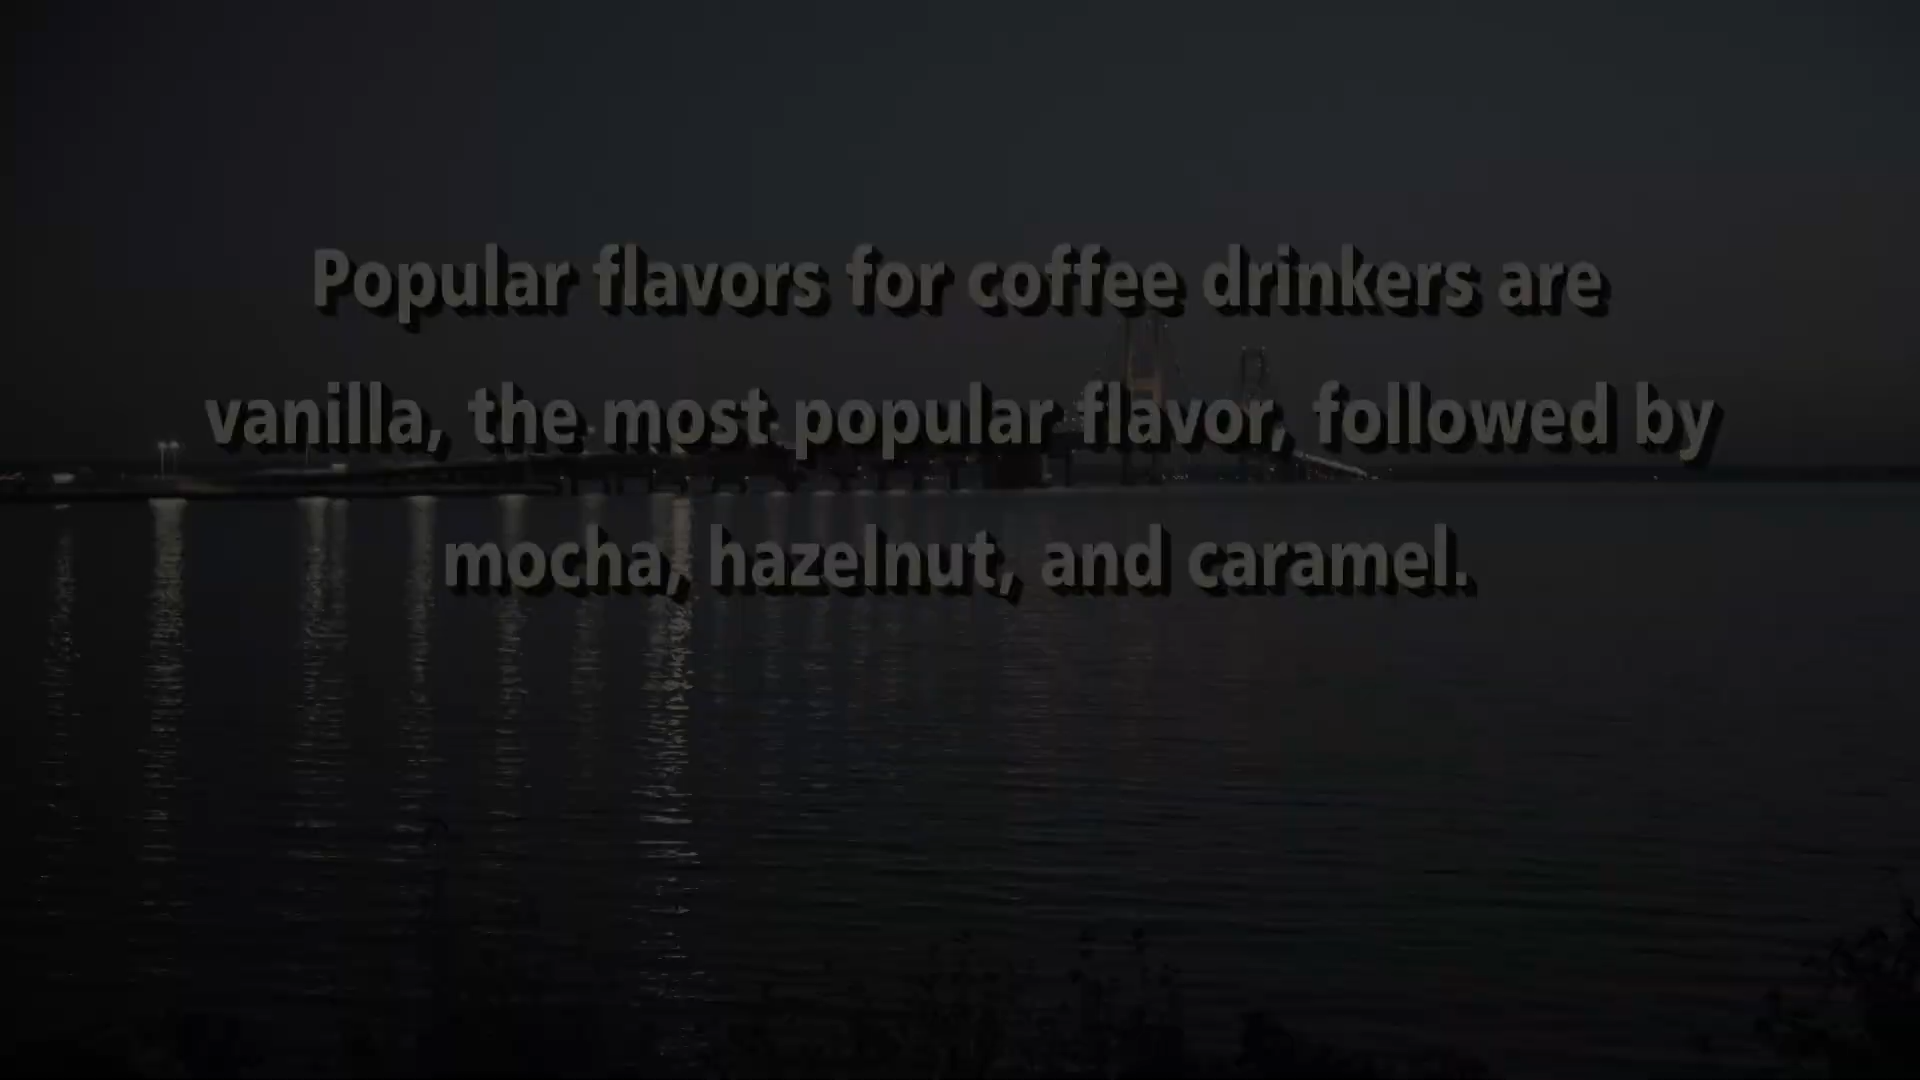 Popular flavors for coffee drinkers are
vanilla, the most popular flavor, followed by
mocha, hazelnut, and caramel.